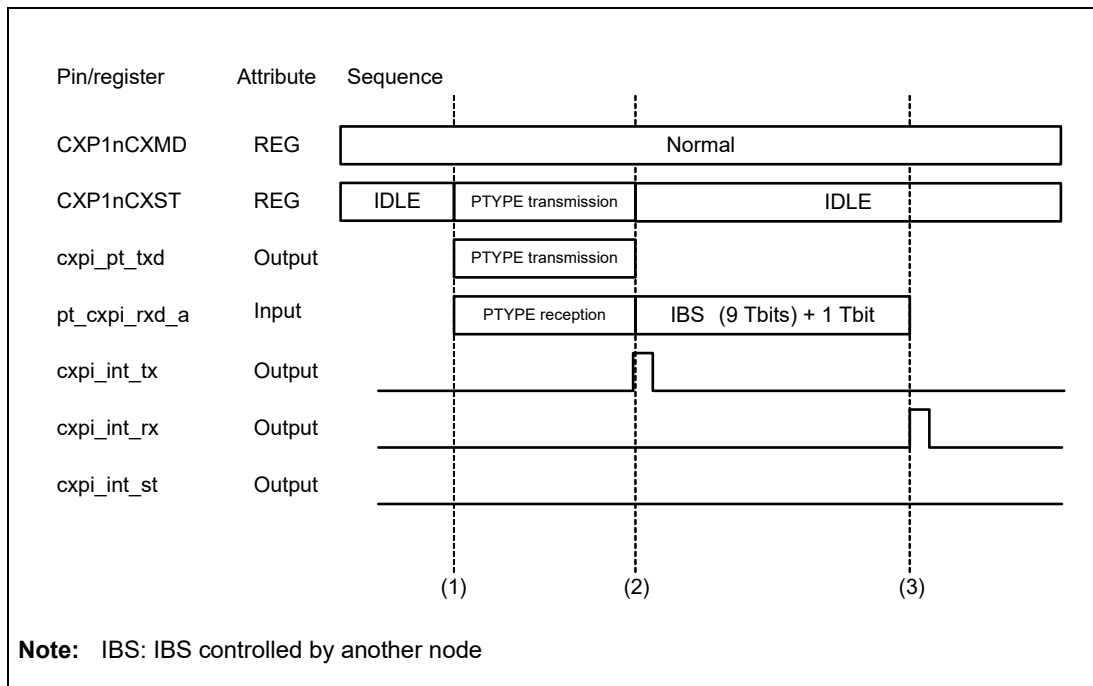 Pin/register Attribute Sequence
CXP1nCXMD REG Normal
CXP1nCXST REG IDLE PTYPE transmission IDLE
cxpi_pt_txd Output PTYPE transmission
pt_cxpi_rxd_a Input PTYPE reception IBS (9 Tbits) + 1 Tbit
cxpi_int_tx Output
cxpi_int_rx Output
cxpi_int_st Output
(1) (2) (3)
Note: IBS: IBS controlled by another node